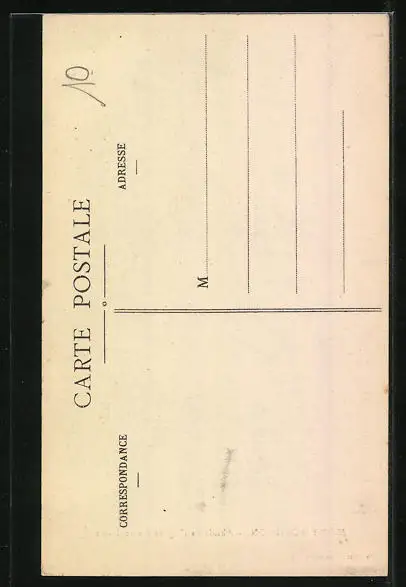 CARTE POSTALE
CORRESPONDANCE
ADRESSE
M
10